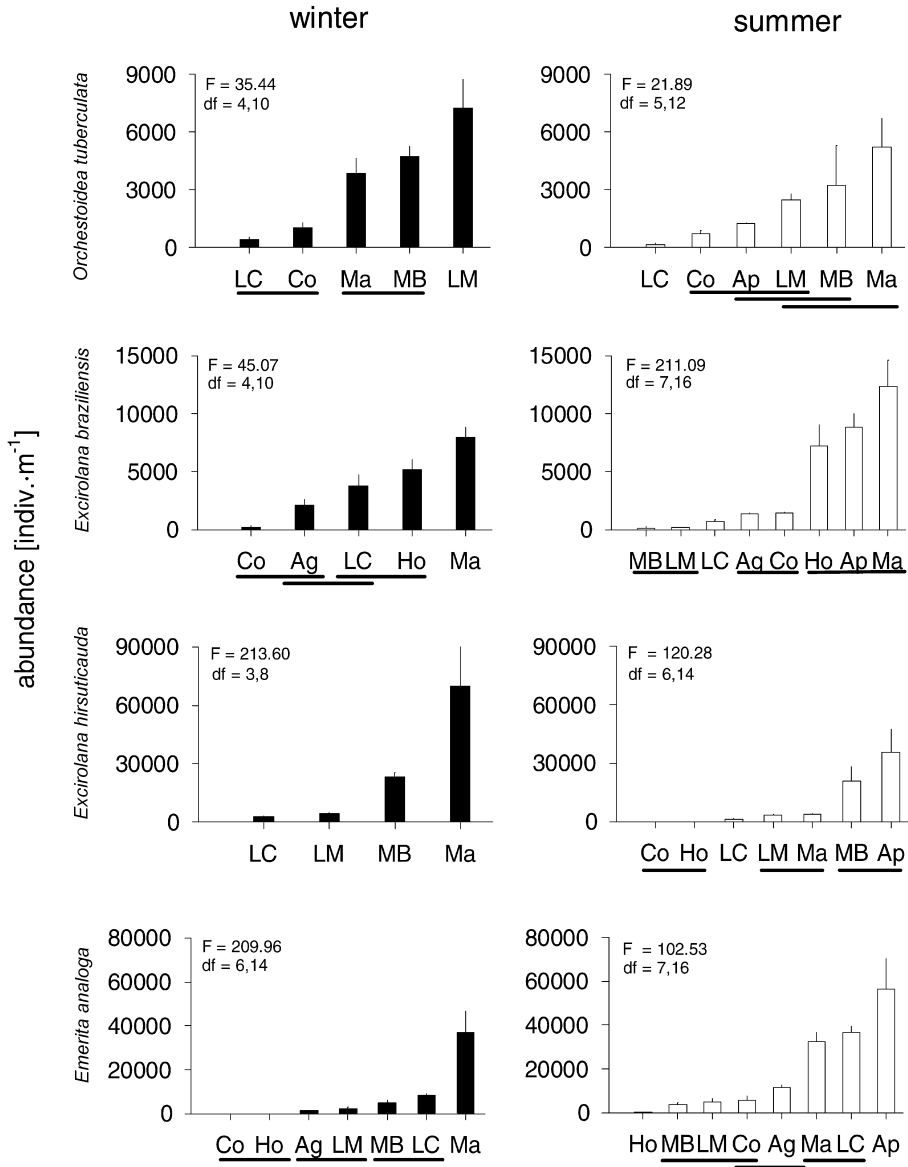 winter
summer
abundance [indiv.·m-1]
Orchestoidea tuberculata
9000
6000
3000
0
F = 35.44
df = 4,10
LC Co Ma MB LM
9000
6000
3000
0
F = 21.89
df = 5,12
LC Co Ap LM MB Ma
Excirolana braziliensis
15000
10000
5000
0
F = 45.07
df = 4,10
Co Ag LC Ho Ma
15000
10000
5000
0
F = 211.09
df = 7,16
MB LM LC Ag Co Ho Ap Ma
Excirolana hirsuticauda
90000
60000
30000
0
F = 213.60
df = 3,8
LC LM MB Ma
90000
60000
30000
0
F = 120.28
df = 6,14
Co Ho LC LM Ma MB Ap
Emerita analoga
80000
60000
40000
20000
0
F = 209.96
df = 6,14
Co Ho Ag LM MB LC Ma
80000
60000
40000
20000
0
F = 102.53
df = 7,16
Ho MB LM Co Ag Ma LC Ap